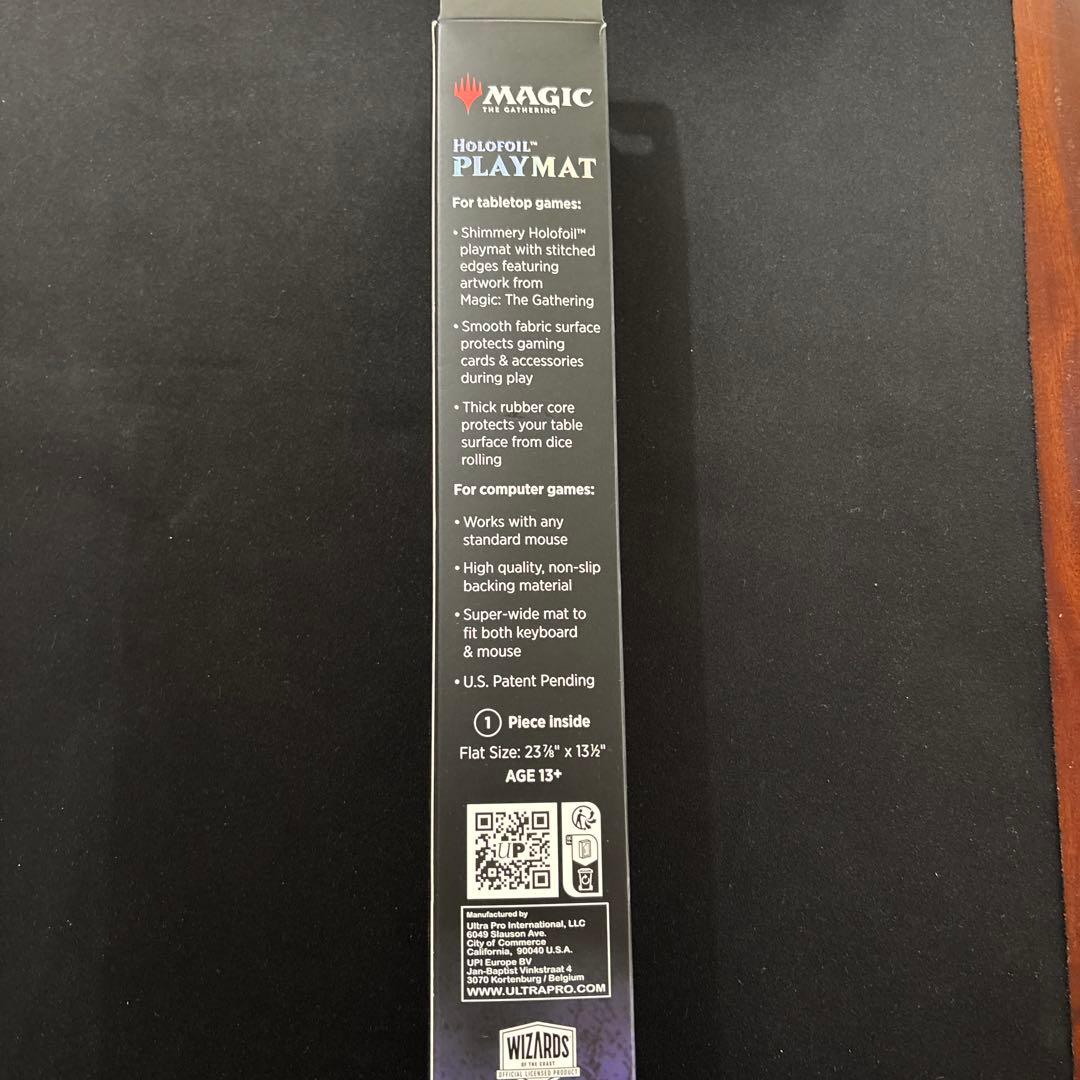 MAGIC
THE GATHERING
HOLOFOIL™
PLAYMAT
For tabletop games:
• Shimmery Holofoil™
playmat with stitched
edges featuring
artwork from
Magic: The Gathering
• Smooth fabric surface
protects gaming
cards & accessories
during play
• Thick rubber core
protects your table
surface from dice
rolling
For computer games:
• Works with any
standard mouse
• High quality, non-slip
backing material
• Super-wide mat to
fit both keyboard
& mouse
• U.S. Patent Pending
1 Piece inside
Flat Size: 23⅞" x 13½"
AGE 13+
UP
Manufactured by
Ultra Pro International, LLC
6049 Slauson Ave.
City of Commerce
California, 90040 U.S.A.
UPI Europe BV
Jan-Baptist Vinkstraat 4
3070 Kortenburg / Belgium
WWW.ULTRAPRO.COM
WIZARDS
OF THE COAST
OFFICIAL LICENSED PRODUCT